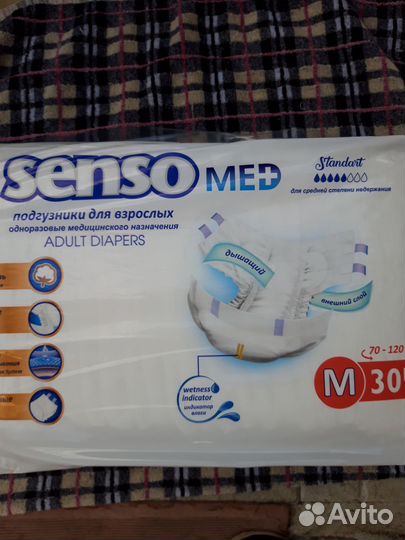 senso MED
Standart
для средней степени недержания
подгузники для взрослых
одноразовые медицинского назначения
ADULT DIAPERS
дышащий
внешний слой
wetness
indicator
индикатор
влаги
70 - 120
M 30
Avito